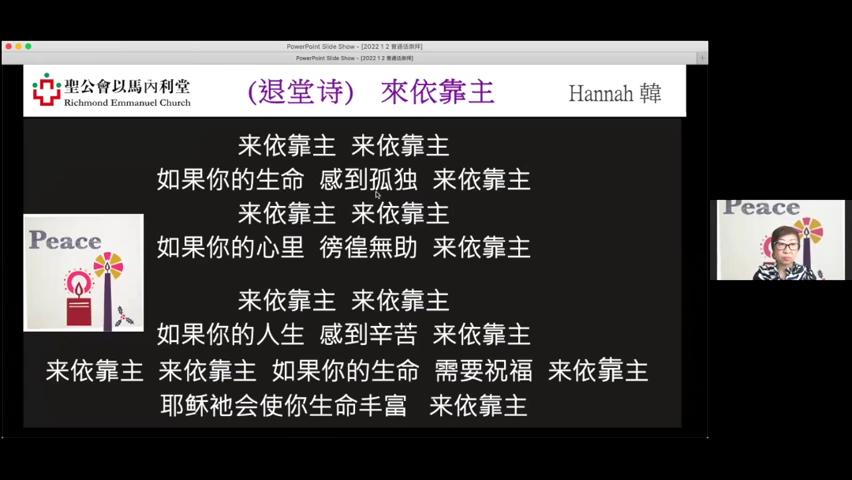 PowerPoint Slide Show - [2022 1 2 普通话崇拜]
PowerPoint Slide Show - [2022 1 2 普通话崇拜]
聖公會以馬內利堂
Richmond Emmanuel Church
(退堂诗) 來依靠主
Hannah 韓
来依靠主 来依靠主
如果你的生命 感到孤独 来依靠主
来依靠主 来依靠主
如果你的心里 徬徨無助 来依靠主
Peace
来依靠主 来依靠主
如果你的人生 感到辛苦 来依靠主
来依靠主 来依靠主 如果你的生命 需要祝福 来依靠主
耶稣祂会使你生命丰富 来依靠主
Peace